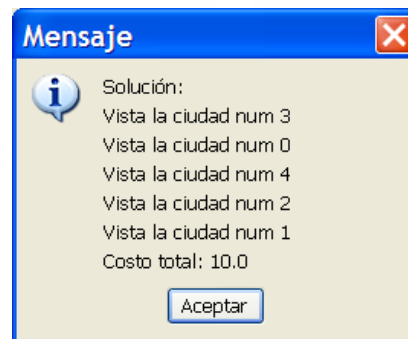 Mensaje
Solución:
Vista la ciudad num 3
Vista la ciudad num 0
Vista la ciudad num 4
Vista la ciudad num 2
Vista la ciudad num 1
Costo total: 10.0
Aceptar